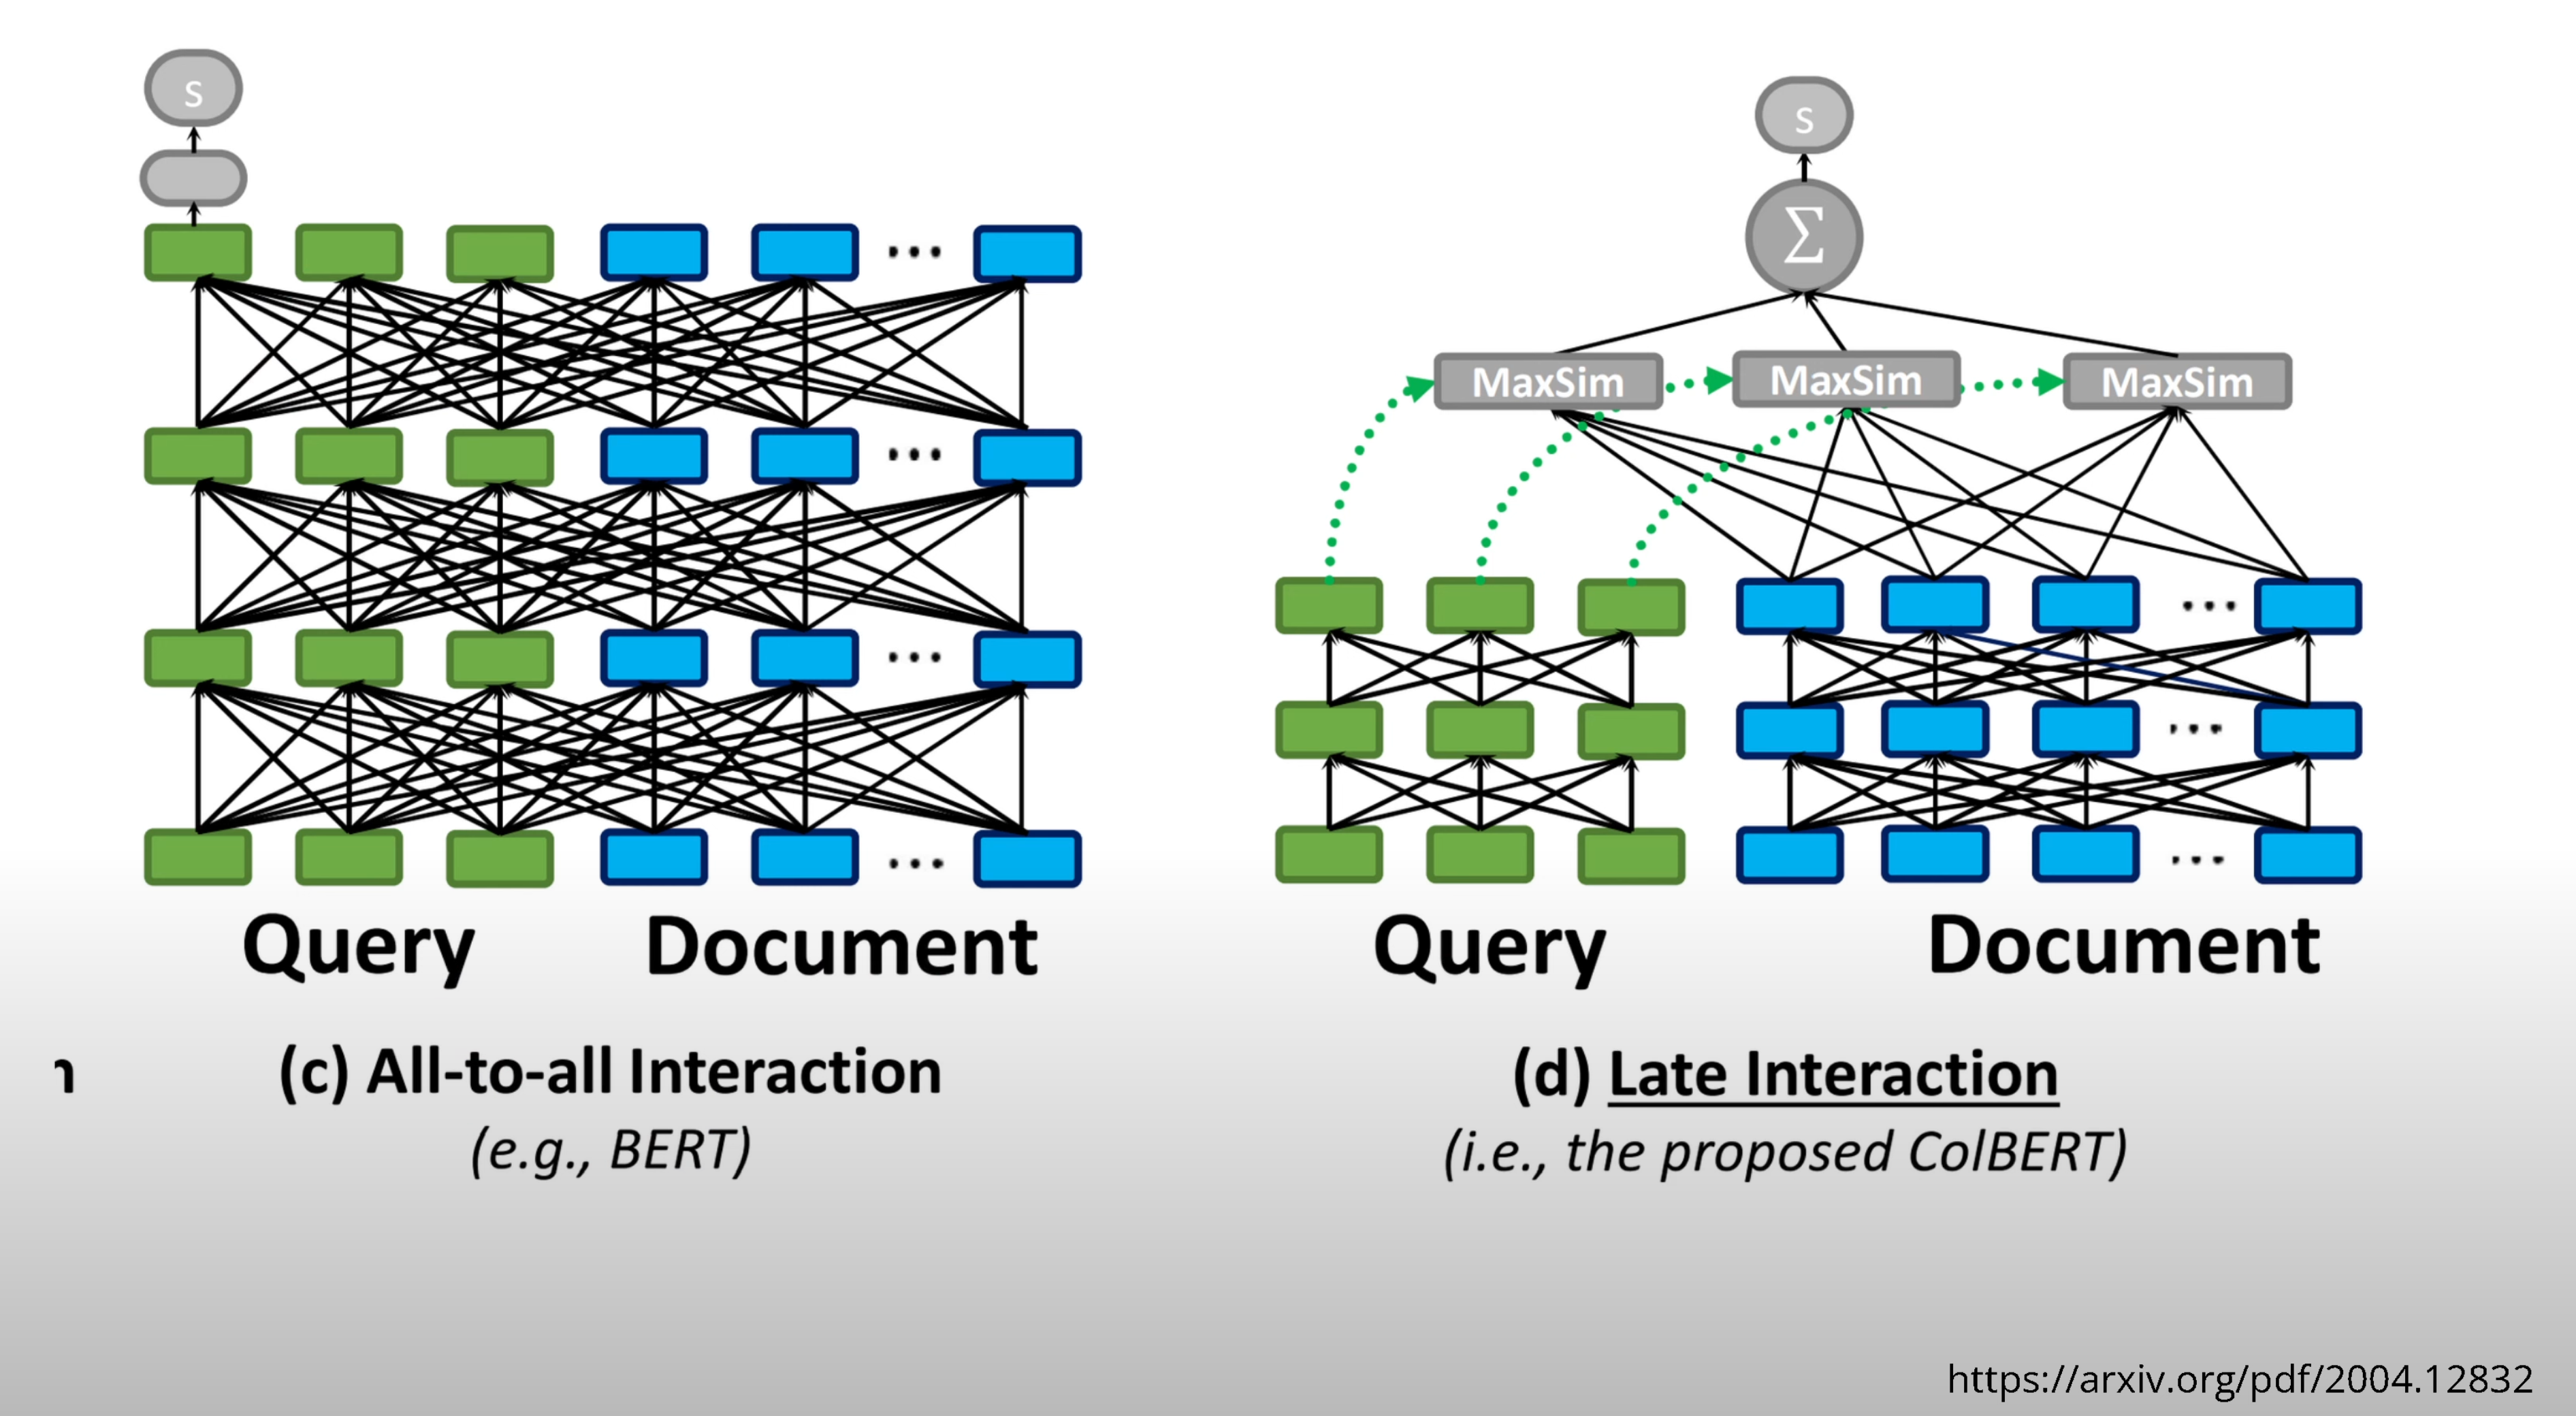 s
s
Σ
MaxSim MaxSim MaxSim
Query Document
Query Document
n
(c) All-to-all Interaction
(e.g., BERT)
(d) Late Interaction
(i.e., the proposed ColBERT)
https://arxiv.org/pdf/2004.12832